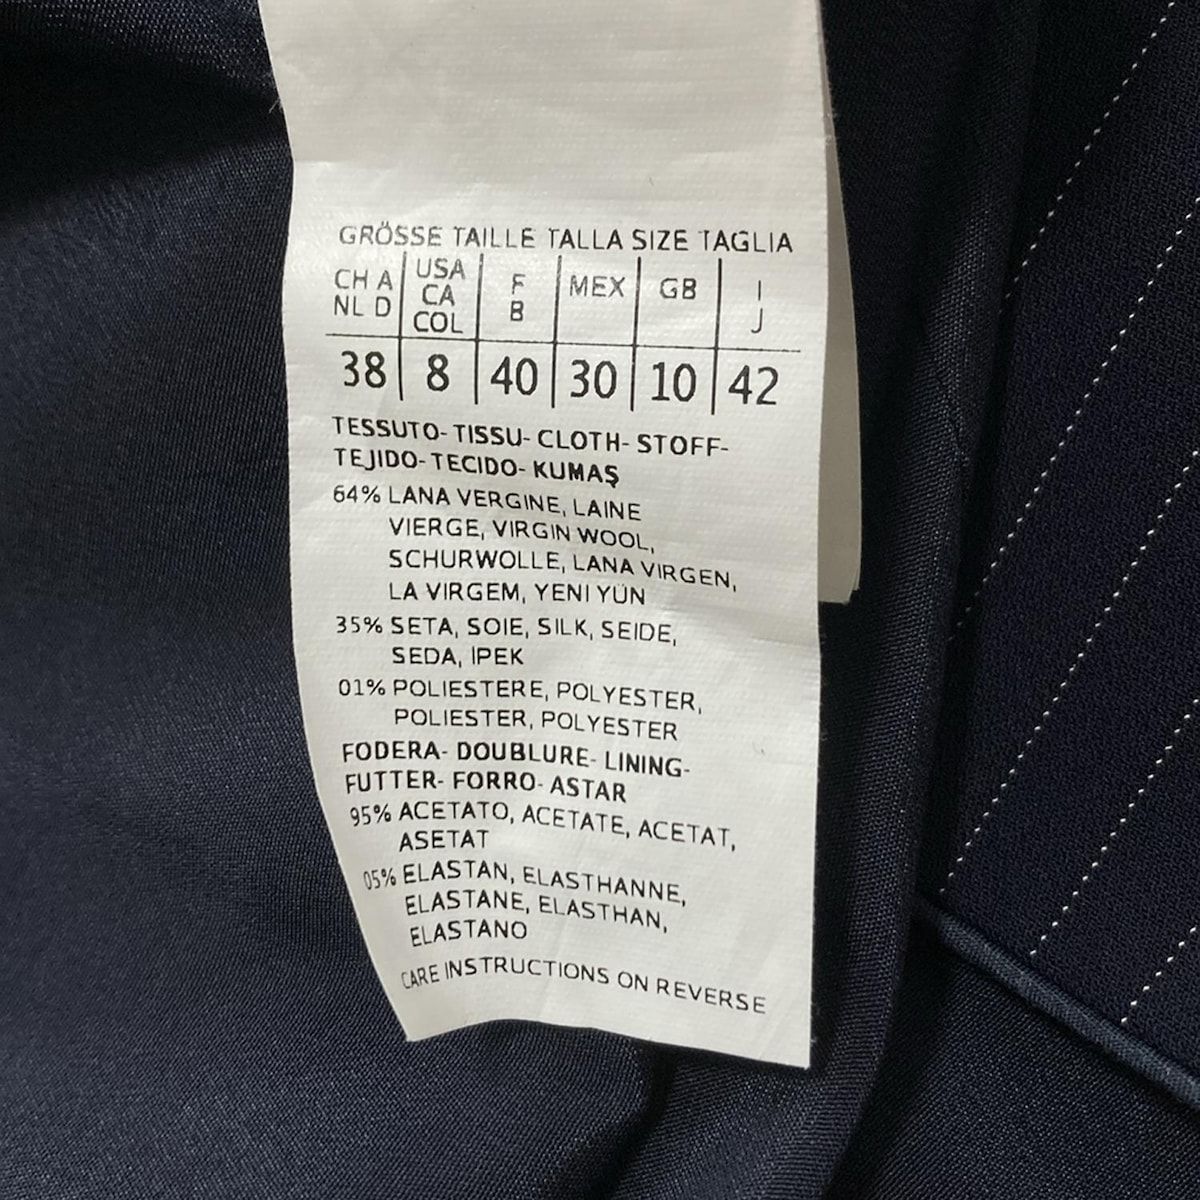 GRÖSSE TAILLE TALLA SIZE TAGLIA
CH A NL D | USA CA COL | F B | MEX | GB | I J
38 | 8 | 40 | 30 | 10 | 42
TESSUTO- TISSU- CLOTH- STOFF-
TEJIDO- TECIDO- KUMAŞ
64% LANA VERGINE, LAINE
VIERGE, VIRGIN WOOL,
SCHURWOLLE, LANA VIRGEN,
LA VIRGEM, YENI YÜN
35% SETA, SOIE, SILK, SEIDE,
SEDA, IPEK
01% POLIESTERE, POLYESTER,
POLIESTER, POLYESTER
FODERA- DOUBLURE- LINING-
FUTTER- FORRO- ASTAR
95% ACETATO, ACETATE, ACETAT,
ASETAT
05% ELASTAN, ELASTHANNE,
ELASTANE, ELASTHAN,
ELASTANO
CARE INSTRUCTIONS ON REVERSE